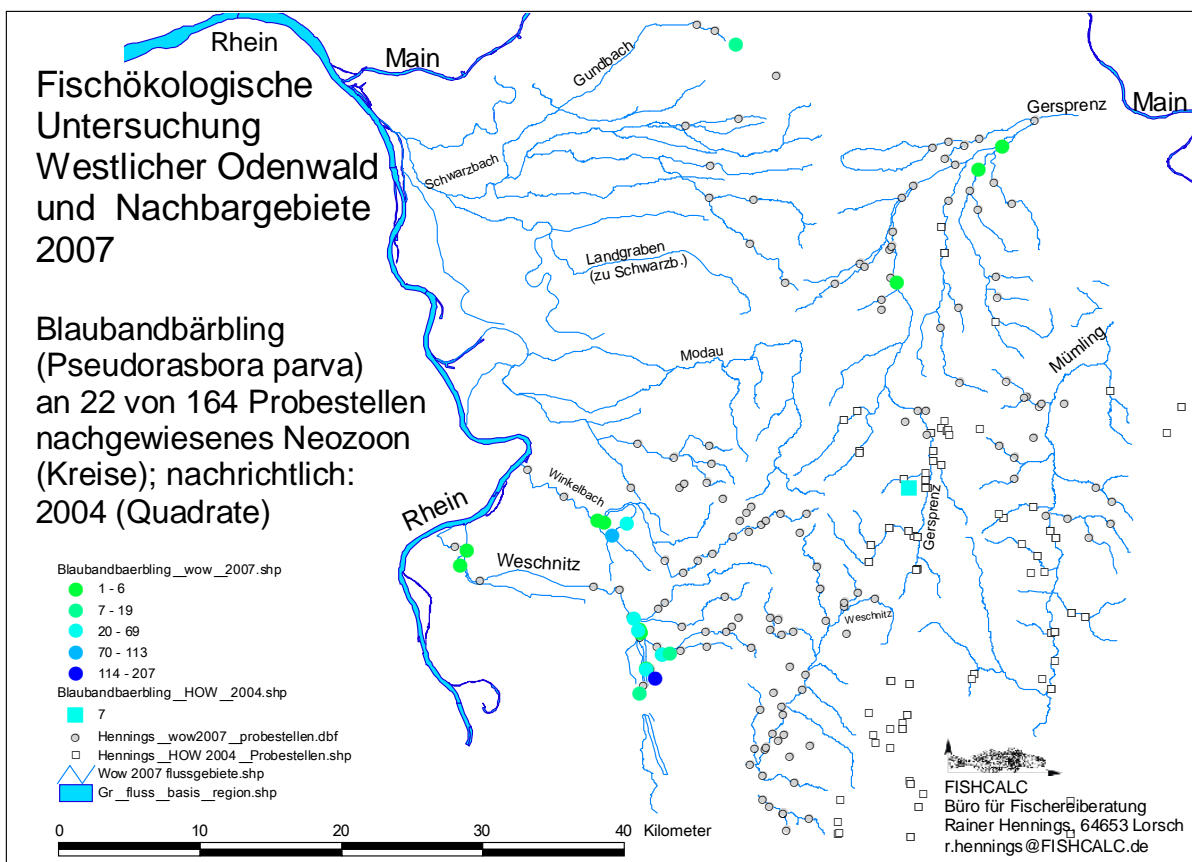 Rhein
Main
Gundbach
Gersprenz
Main
Fischökologische
Untersuchung
Westlicher Odenwald
und Nachbargebiete
2007
Schwarzbach
Landgraben
(zu Schwarzb.)
Blaubandbärbling
(Pseudorasbora parva)
an 22 von 164 Probestellen
nachgewiesenes Neozoon
(Kreise); nachrichtlich:
2004 (Quadrate)
Modau
Mümling
Winkelbach
Rhein
Gersprenz
Weschnitz
Weschnitz
Blaubandbaerbling__wow__2007.shp
1 - 6
7 - 19
20 - 69
70 - 113
114 - 207
Blaubandbaerbling__HOW__2004.shp
7
Hennings__wow2007__probestellen.dbf
Hennings__HOW 2004__Probestellen.shp
Wow 2007 flussgebiete.shp
Gr__fluss__basis__region.shp
0 10 20 30 40 Kilometer
FISHCALC
Büro für Fischereiberatung
Rainer Hennings, 64653 Lorsch
r.hennings@FISHCALC.de